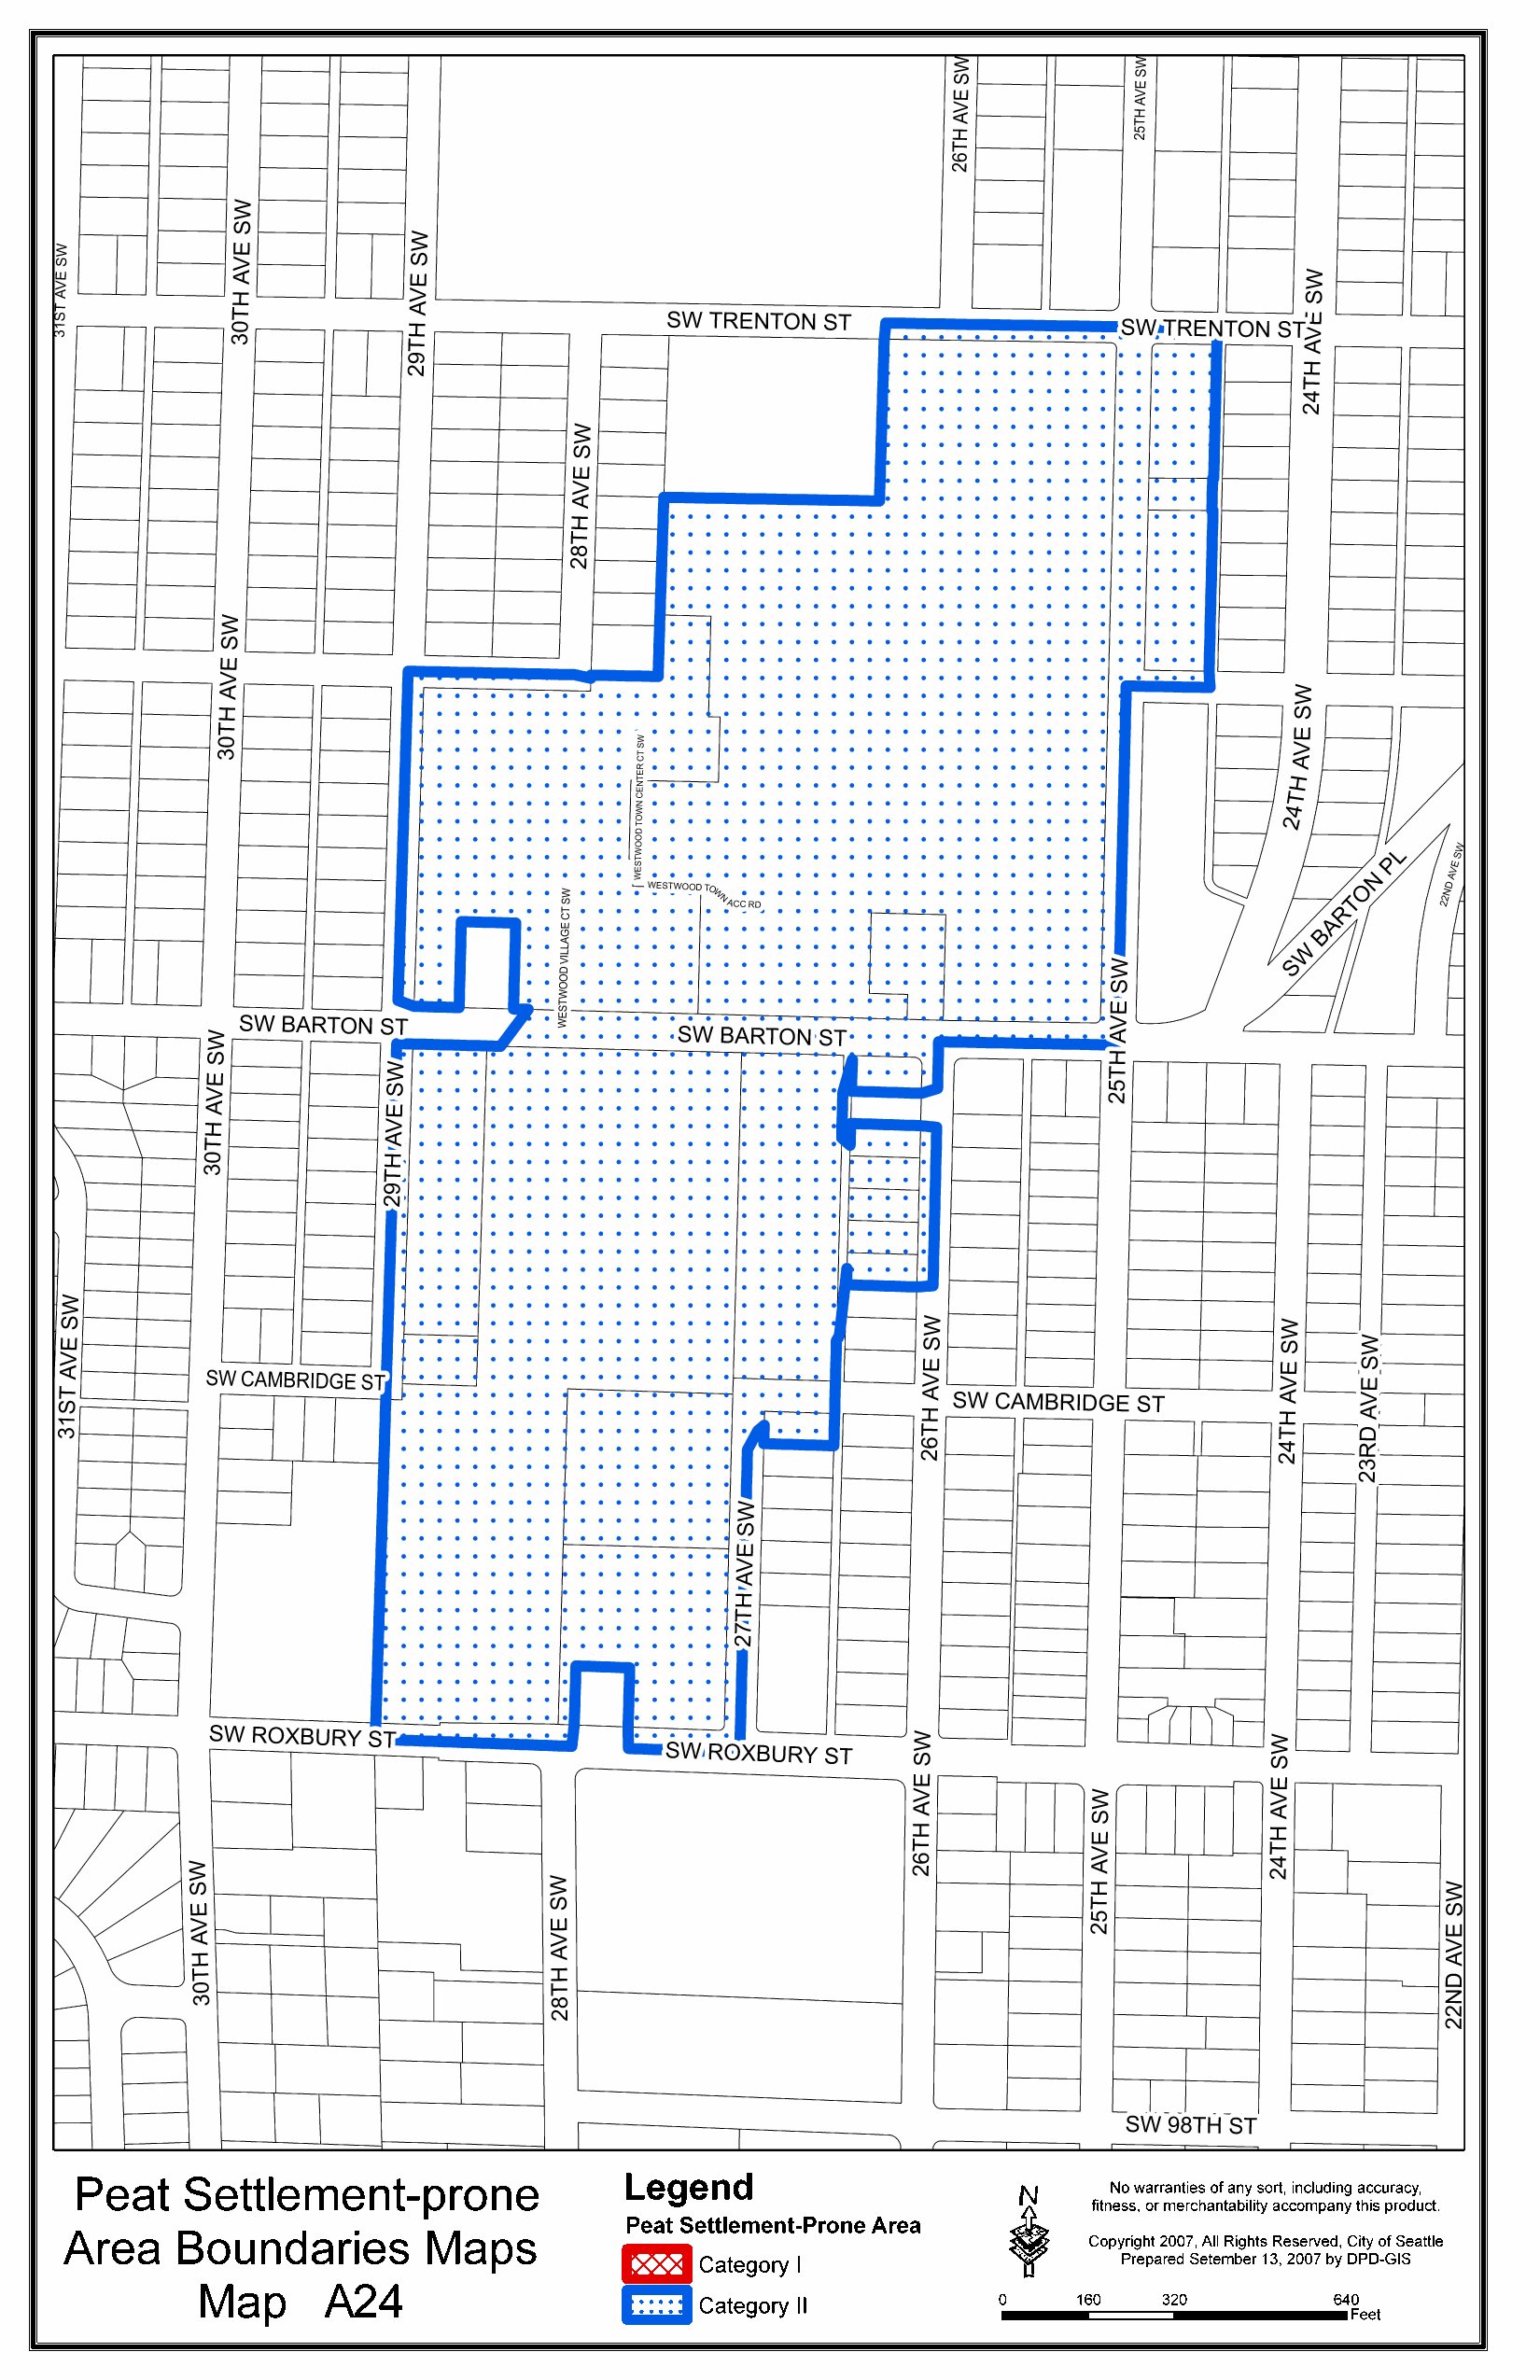 26TH AVE SW
25TH AVE SW
30TH AVE SW
29TH AVE SW
31ST AVE SW
24TH AVE SW
SW TRENTON ST
SW TRENTON ST
28TH AVE SW
30TH AVE SW
24TH AVE SW
WESTWOOD TOWN CENTER CT SW
SW BARTON PL
22ND AVE SW
WESTWOOD TOWN ACC RD
WESTWOOD VILLAGE CT SW
25TH AVE SW
SW BARTON ST
SW BARTON ST
30TH AVE SW
29TH AVE SW
31ST AVE SW
26TH AVE SW
24TH AVE SW
23RD AVE SW
SW CAMBRIDGE ST
SW CAMBRIDGE ST
27TH AVE SW
SW ROXBURY ST
SW ROXBURY ST
26TH AVE SW
24TH AVE SW
25TH AVE SW
30TH AVE SW
28TH AVE SW
22ND AVE SW
SW 98TH ST
Peat Settlement-prone
Area Boundaries Maps
Map A24
Legend
Peat Settlement-Prone Area
Category I
Category II
N
No warranties of any sort, including accuracy,
fitness, or merchantability accompany this product.
Copyright 2007, All Rights Reserved, City of Seattle
Prepared Setember 13, 2007 by DPD-GIS
0 160 320 640
Feet